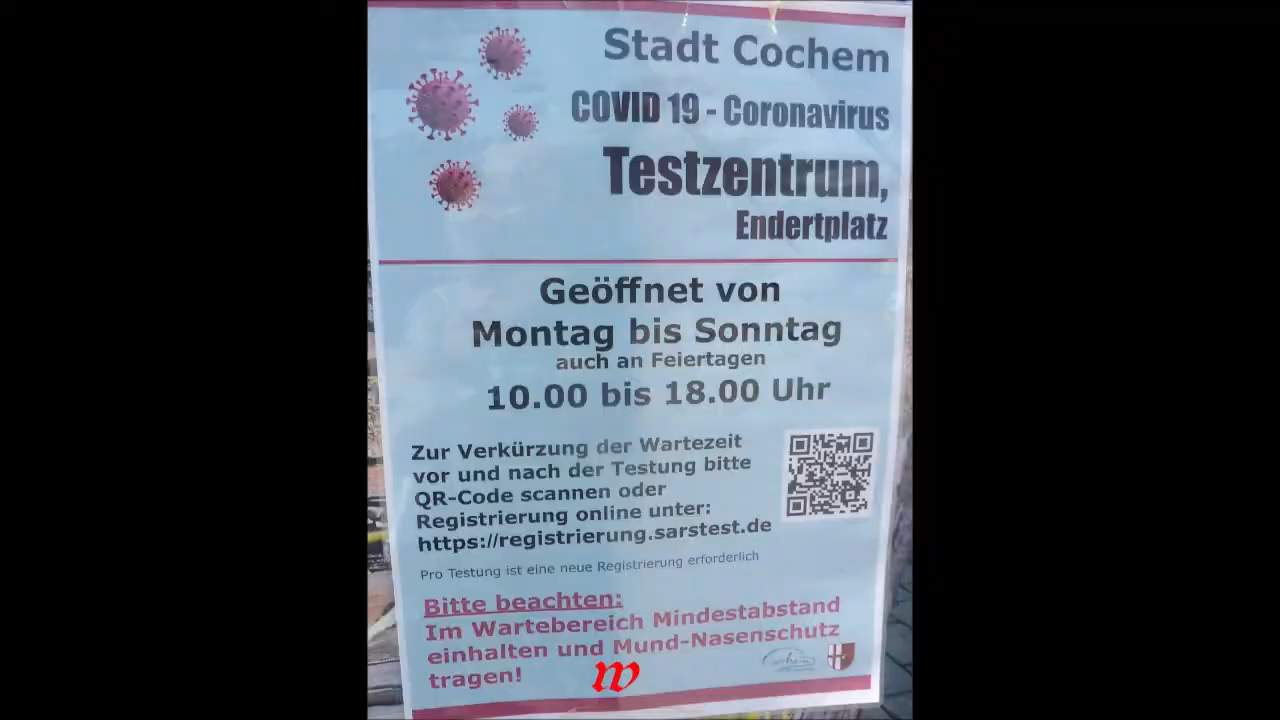 Stadt Cochem
COVID 19 - Coronavirus
Testzentrum,
Endertplatz
Geöffnet von
Montag bis Sonntag
auch an Feiertagen
10.00 bis 18.00 Uhr
Zur Verkürzung der Wartezeit
vor und nach der Testung bitte
QR-Code scannen oder
Registrierung online unter:
https://registrierung.sarstest.de
Pro Testung ist eine neue Registrierung erforderlich
Bitte beachten:
Im Wartebereich Mindestabstand
einhalten und Mund-Nasenschutz
tragen!
w